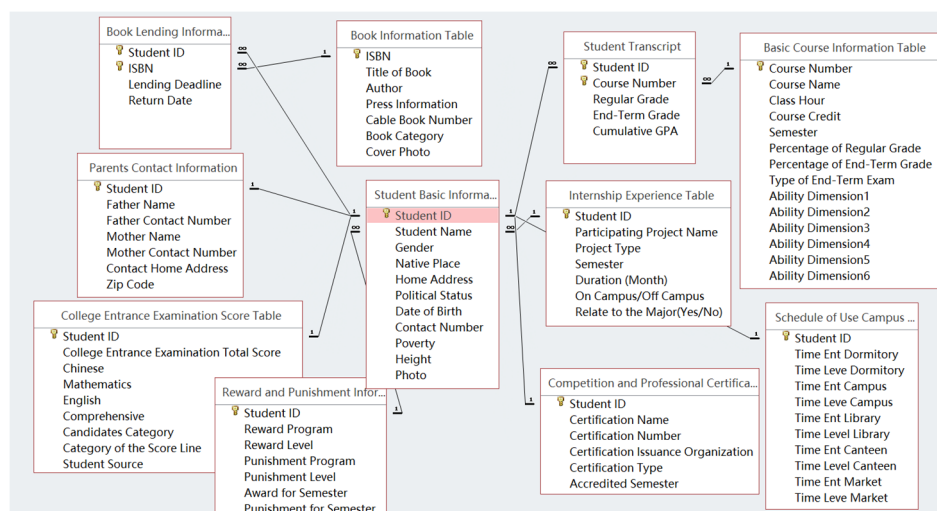 Book Lending Informa...
Student ID
ISBN
Lending Deadline
Return Date
Book Information Table
ISBN
Title of Book
Author
Press Information
Cable Book Number
Book Category
Cover Photo
Student Transcript
Student ID
Course Number
Regular Grade
End-Term Grade
Cumulative GPA
Basic Course Information Table
Course Number
Course Name
Class Hour
Course Credit
Semester
Percentage of Regular Grade
Percentage of End-Term Grade
Type of End-Term Exam
Ability Dimension1
Ability Dimension2
Ability Dimension3
Ability Dimension4
Ability Dimension5
Ability Dimension6
Parents Contact Information
Student ID
Father Name
Father Contact Number
Mother Name
Mother Contact Number
Contact Home Address
Zip Code
Student Basic Informa...
Student ID
Student Name
Gender
Native Place
Home Address
Political Status
Date of Birth
Contact Number
Poverty
Height
Photo
Internship Experience Table
Student ID
Participating Project Name
Project Type
Semester
Duration (Month)
On Campus/Off Campus
Relate to the Major(Yes/No)
College Entrance Examination Score Table
Student ID
College Entrance Examination Total Score
Chinese
Mathematics
English
Comprehensive
Candidates Category
Category of the Score Line
Student Source
Reward and Punishment Infor...
Student ID
Reward Program
Reward Level
Punishment Program
Punishment Level
Award for Semester
Punishment for Semester
Competition and Professional Certifica...
Student ID
Certification Name
Certification Number
Certification Issuance Organization
Certification Type
Accredited Semester
Schedule of Use Campus ...
Student ID
Time Ent Dormitory
Time Leve Dormitory
Time Ent Campus
Time Leve Campus
Time Ent Library
Time Level Library
Time Ent Canteen
Time Level Canteen
Time Ent Market
Time Leve Market